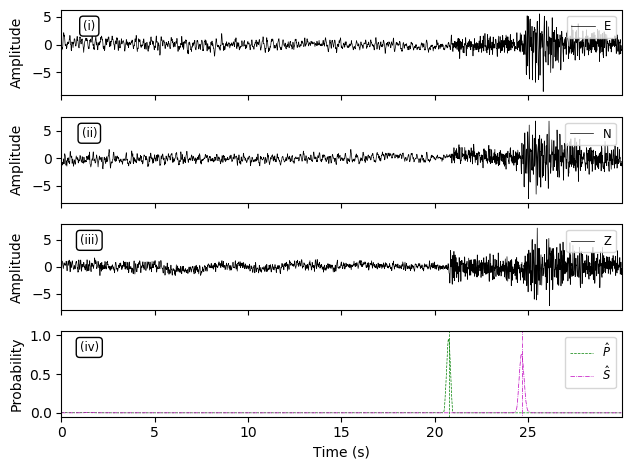 5
0
−5
Amplitude
(i)
E
5
0
−5
Amplitude
(ii)
N
5
0
−5
Amplitude
(iii)
Z
1.0
0.5
0.0
Probability
(iv)
P̂
Ŝ
0 5 10 15 20 25
Time (s)